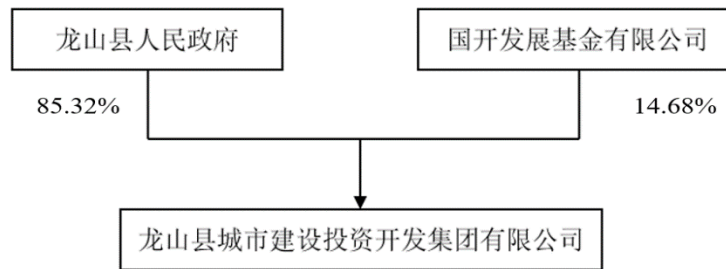 龙山县人民政府
国开发展基金有限公司
85.32%
14.68%
龙山县城市建设投资开发集团有限公司